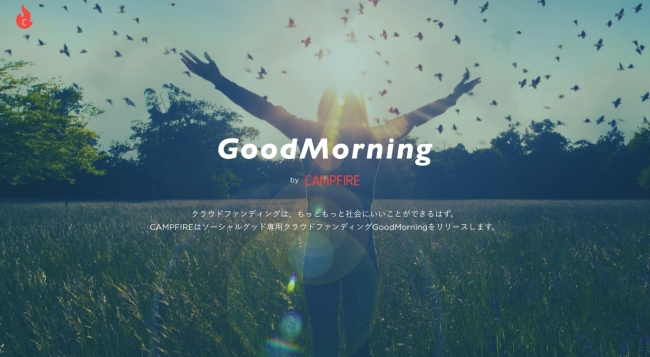 C
GoodMorning
by CAMPFIRE
クラウドファンディングは、もっともっと社会にいいことができるはず。
CAMPFIREはソーシャルグッド専用クラウドファンディングGoodMorningをリリースします。